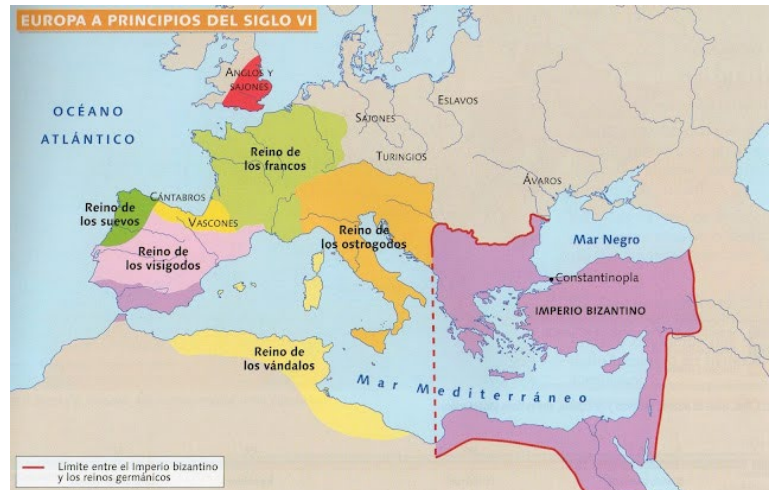 EUROPA A PRINCIPIOS DEL SIGLO VI
ANGLOS Y
SAJONES
OCÉANO
ATLÁNTICO
ESLAVOS
SAJONES
TURINGIOS
Reino de
los francos
ÁVAROS
CÁNTABROS
Reino de
los suevos
VASCONES
Reino de
los ostrogodos
Mar Negro
Reino de
los visigodos
Constantinopla
IMPERIO BIZANTINO
Reino de
los vándalos
Mar Mediterráneo
Límite entre el Imperio bizantino
y los reinos germánicos